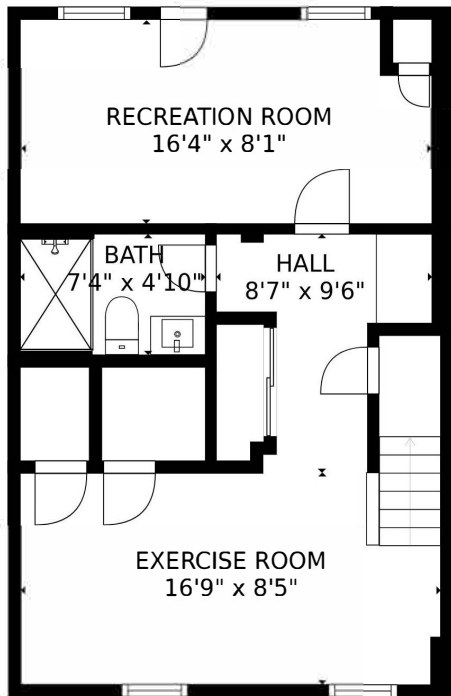 RECREATION ROOM
16'4" x 8'1"
BATH
7'4" x 4'10"
HALL
8'7" x 9'6"
EXERCISE ROOM
16'9" x 8'5"